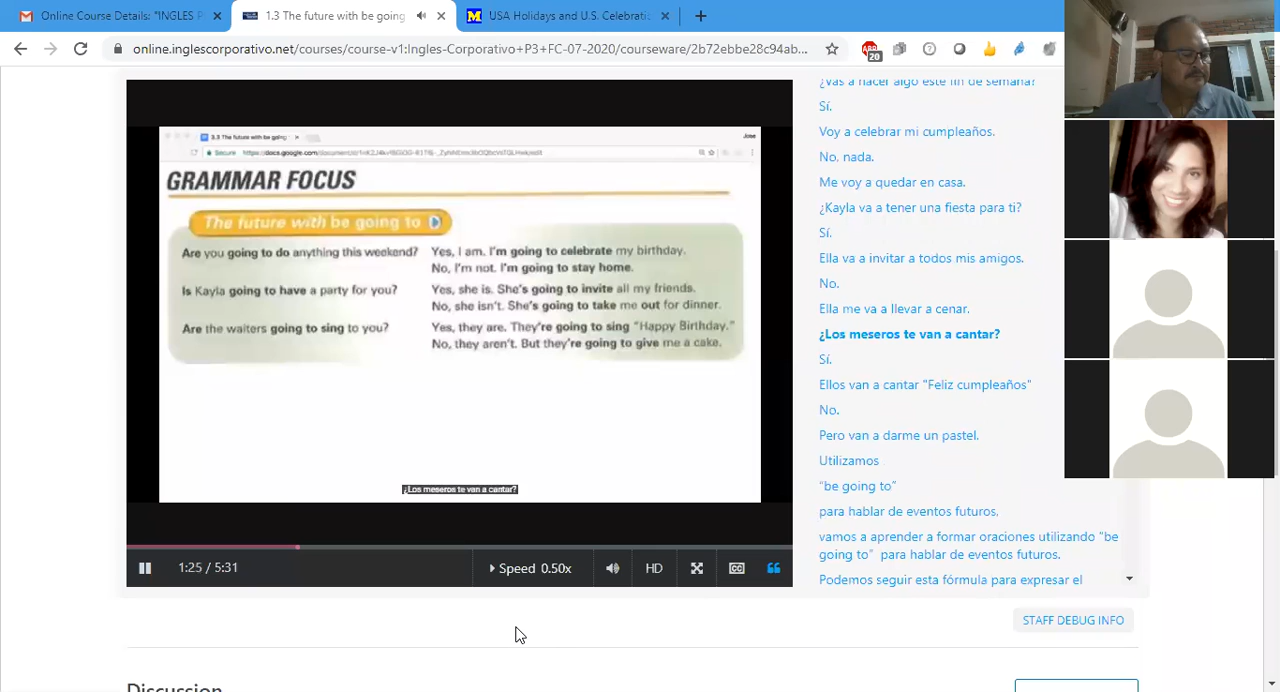 Online Course Details: "INGLES P
1.3 The future with be going
USA Holidays and U.S. Celebrati
online.inglescorporativo.net/courses/course-v1:Ingles-Corporativo+P3+FC-07-2020/courseware/2b72ebbe28c94ab...
ABP
20
3.3 The future with be going
Jose
Secure
GRAMMAR FOCUS
The future with be going to
Are you going to do anything this weekend? Yes, I am. I'm going to celebrate my birthday.
No, I'm not. I'm going to stay home.
Is Kayla going to have a party for you? Yes, she is. She's going to invite all my friends.
No, she isn't. She's going to take me out for dinner.
Are the waiters going to sing to you? Yes, they are. They're going to sing "Happy Birthday."
No, they aren't. But they're going to give me a cake.
¿Los meseros te van a cantar?
1:25 / 5:31
Speed 0.50x
HD
¿Vas a hacer algo este fin de semana?
Sí.
Voy a celebrar mi cumpleaños.
No, nada.
Me voy a quedar en casa.
¿Kayla va a tener una fiesta para ti?
Sí.
Ella va a invitar a todos mis amigos.
No.
Ella me va a llevar a cenar.
¿Los meseros te van a cantar?
Sí.
Ellos van a cantar "Feliz cumpleaños"
No.
Pero van a darme un pastel.
Utilizamos
“be going to”
para hablar de eventos futuros.
vamos a aprender a formar oraciones utilizando “be
going to” para hablar de eventos futuros.
Podemos seguir esta fórmula para expresar el
STAFF DEBUG INFO
Discussion